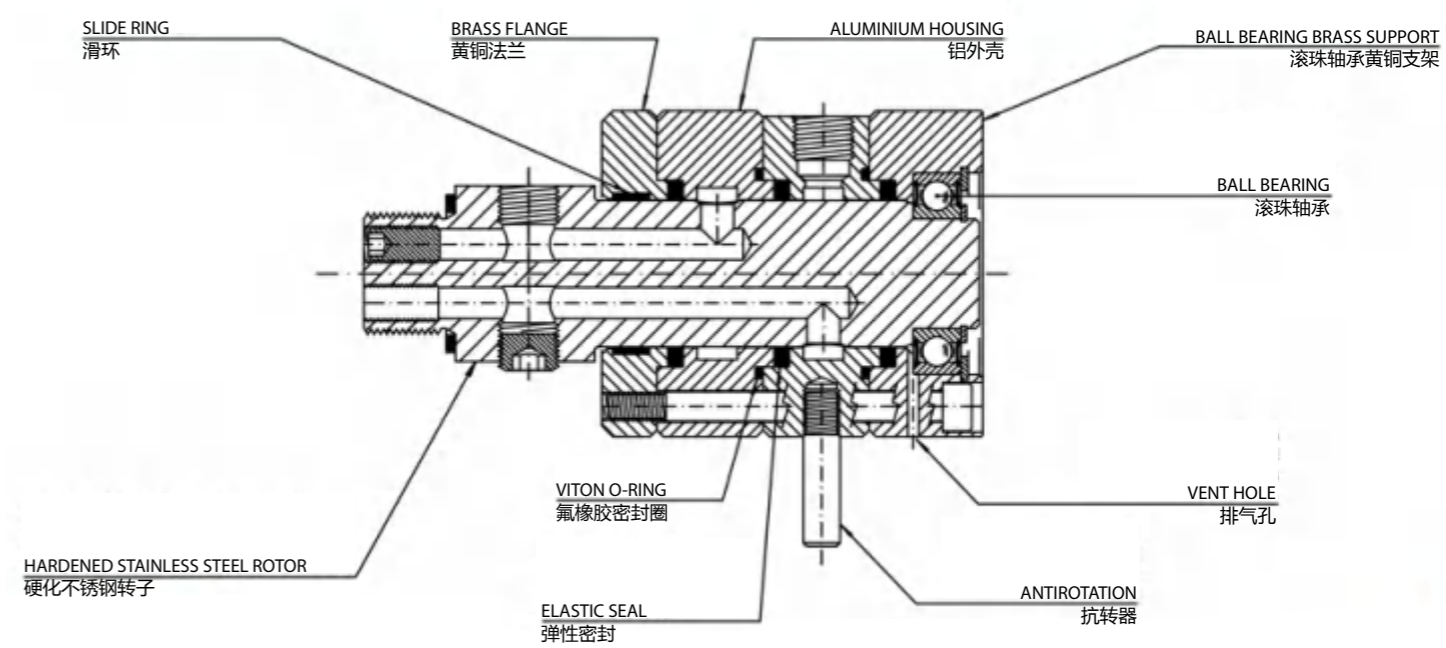 SLIDE RING
滑环
BRASS FLANGE
黄铜法兰
ALUMINIUM HOUSING
铝外壳
BALL BEARING BRASS SUPPORT
滚珠轴承黄铜支架
BALL BEARING
滚珠轴承
VITON O-RING
氟橡胶密封圈
VENT HOLE
排气孔
HARDENED STAINLESS STEEL ROTOR
硬化不锈钢转子
ANTIROTATION
抗转器
ELASTIC SEAL
弹性密封